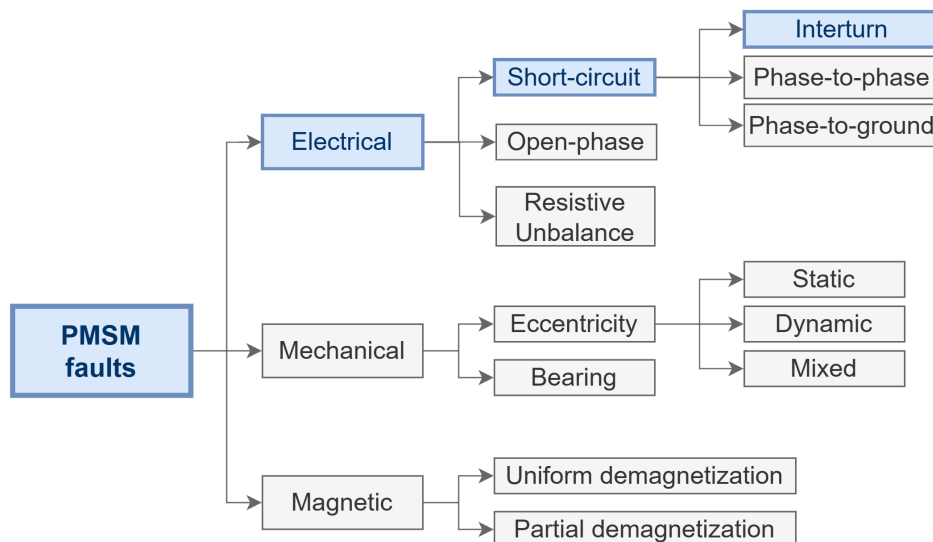 Interturn
Short-circuit
Phase-to-phase
Phase-to-ground
Electrical
Open-phase
Resistive
Unbalance
Static
PMSM
faults
Mechanical
Eccentricity
Dynamic
Bearing
Mixed
Magnetic
Uniform demagnetization
Partial demagnetization